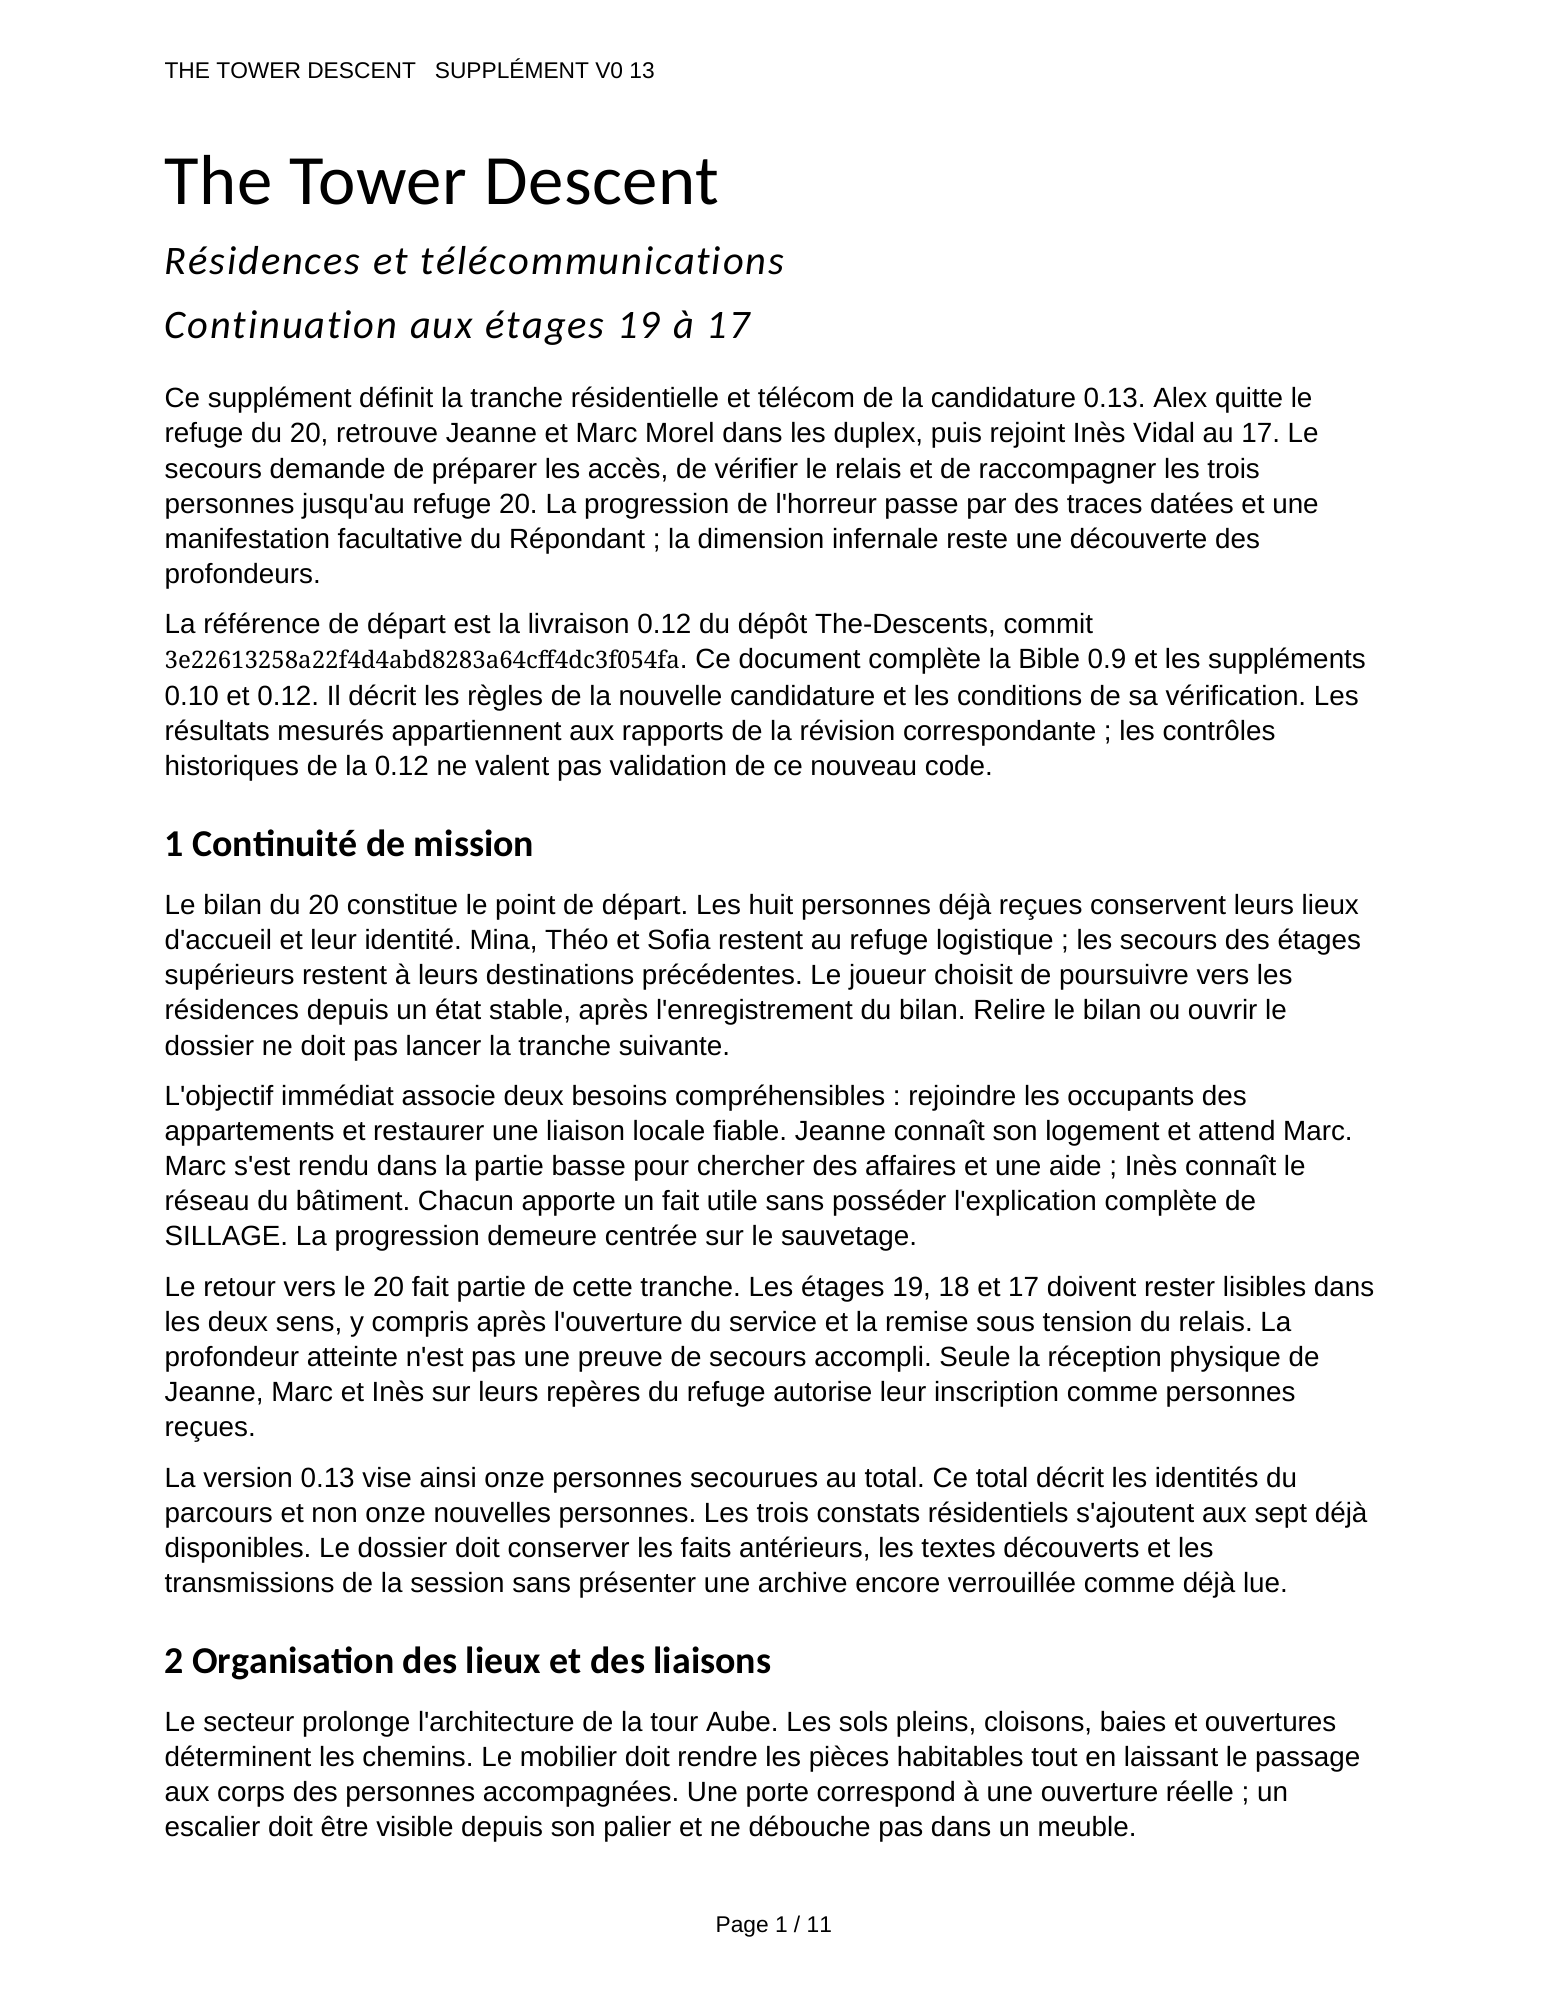 THE TOWER DESCENT   SUPPLÉMENT V0 13
The Tower Descent
Résidences et télécommunications
Continuation aux étages 19 à 17
Ce supplément définit la tranche résidentielle et télécom de la candidature 0.13. Alex quitte le
refuge du 20, retrouve Jeanne et Marc Morel dans les duplex, puis rejoint Inès Vidal au 17. Le
secours demande de préparer les accès, de vérifier le relais et de raccompagner les trois
personnes jusqu'au refuge 20. La progression de l'horreur passe par des traces datées et une
manifestation facultative du Répondant ; la dimension infernale reste une découverte des
profondeurs.
La référence de départ est la livraison 0.12 du dépôt The-Descents, commit
3e22613258a22f4d4abd8283a64cff4dc3f054fa. Ce document complète la Bible 0.9 et les suppléments
0.10 et 0.12. Il décrit les règles de la nouvelle candidature et les conditions de sa vérification. Les
résultats mesurés appartiennent aux rapports de la révision correspondante ; les contrôles
historiques de la 0.12 ne valent pas validation de ce nouveau code.
1 Continuité de mission
Le bilan du 20 constitue le point de départ. Les huit personnes déjà reçues conservent leurs lieux
d'accueil et leur identité. Mina, Théo et Sofia restent au refuge logistique ; les secours des étages
supérieurs restent à leurs destinations précédentes. Le joueur choisit de poursuivre vers les
résidences depuis un état stable, après l'enregistrement du bilan. Relire le bilan ou ouvrir le
dossier ne doit pas lancer la tranche suivante.
L'objectif immédiat associe deux besoins compréhensibles : rejoindre les occupants des
appartements et restaurer une liaison locale fiable. Jeanne connaît son logement et attend Marc.
Marc s'est rendu dans la partie basse pour chercher des affaires et une aide ; Inès connaît le
réseau du bâtiment. Chacun apporte un fait utile sans posséder l'explication complète de
SILLAGE. La progression demeure centrée sur le sauvetage.
Le retour vers le 20 fait partie de cette tranche. Les étages 19, 18 et 17 doivent rester lisibles dans
les deux sens, y compris après l'ouverture du service et la remise sous tension du relais. La
profondeur atteinte n'est pas une preuve de secours accompli. Seule la réception physique de
Jeanne, Marc et Inès sur leurs repères du refuge autorise leur inscription comme personnes
reçues.
La version 0.13 vise ainsi onze personnes secourues au total. Ce total décrit les identités du
parcours et non onze nouvelles personnes. Les trois constats résidentiels s'ajoutent aux sept déjà
disponibles. Le dossier doit conserver les faits antérieurs, les textes découverts et les
transmissions de la session sans présenter une archive encore verrouillée comme déjà lue.
2 Organisation des lieux et des liaisons
Le secteur prolonge l'architecture de la tour Aube. Les sols pleins, cloisons, baies et ouvertures
déterminent les chemins. Le mobilier doit rendre les pièces habitables tout en laissant le passage
aux corps des personnes accompagnées. Une porte correspond à une ouverture réelle ; un
escalier doit être visible depuis son palier et ne débouche pas dans un meuble.
Page 1 / 11